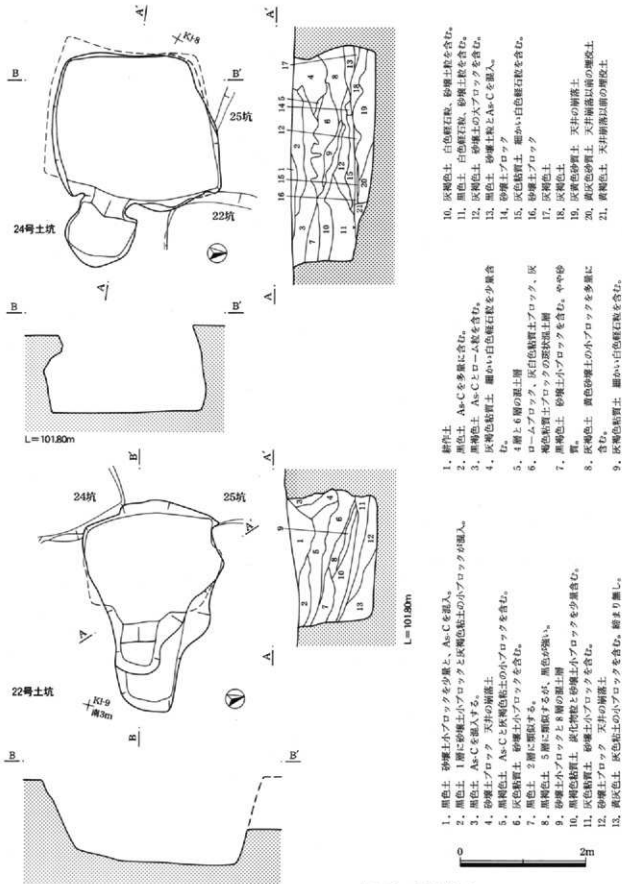 24号土坑
A
A'
B
B'
KJ-8
25坑
22坑
L=101.80m
22号土坑
24坑
25坑
KJ-9
南3m
A
A'
B
B'
L=101.80m
1. 耕作土
2. 黒色土 As-Cを多量に含む。
3. 黒褐色土 As-Cとローム粒を含む。
4. 灰褐色粘質土 細かい白色軽石粒を少量含
む。
5. 4層と6層の混土層
6. ロームブロック、灰白色粘質土ブロック、灰
褐色粘質土ブロックの斑状混土層
7. 黒褐色土 砂壌土小ブロックを含む。やや砂
質。
8. 灰褐色土 黄色砂壌土の小ブロックを多量に
含む。
9. 灰褐色粘質土 細かい白色軽石粒を含む。
10. 灰褐色土 白色軽石粒、砂壌土粒を含む。
11. 黒色土 白色軽石粒、砂壌土粒を含む。
12. 灰褐色土 砂壌土の大ブロックを含む。
13. 黒色土 砂壌土粒とAs-Cを混入。
14. 砂壌土ブロック
15. 灰色粘質土 細かい白色軽石粒を含む。
16. 砂壌土ブロック
17. 灰褐色土
18. 灰褐色土
19. 灰黄色砂質土 天井の崩落土
20. 黄灰色砂質土 天井崩落以前の埋没土
21. 黄褐色土 天井崩落以前の埋没土
1. 黒色土 砂壌土小ブロックを少量と、As-Cを混入。
2. 黒色土 1層に砂壌土小ブロックと灰褐色粘土の小ブロックが混入。
3. 黒色土 As-Cを混入する。
4. 砂壌土ブロック 天井の崩落土
5. 黒褐色土 As-Cと灰褐色粘土の小ブロックを含む。
6. 灰色粘質土 砂壌土小ブロックを含む。
7. 黒色土 2層に類似する。
8. 黒褐色土 5層に類似するが、黒色が強い。
9. 砂壌土小ブロックと8層の混土層
10. 黒褐色粘質土 炭化物粒と砂壌土小ブロックを少量含む。
11. 灰色粘質土 砂壌土小ブロックを含む。
12. 砂壌土ブロック 天井の崩落土
13. 黄灰色土 灰色粘土の小ブロックを含む。締まり無し。
0 2m